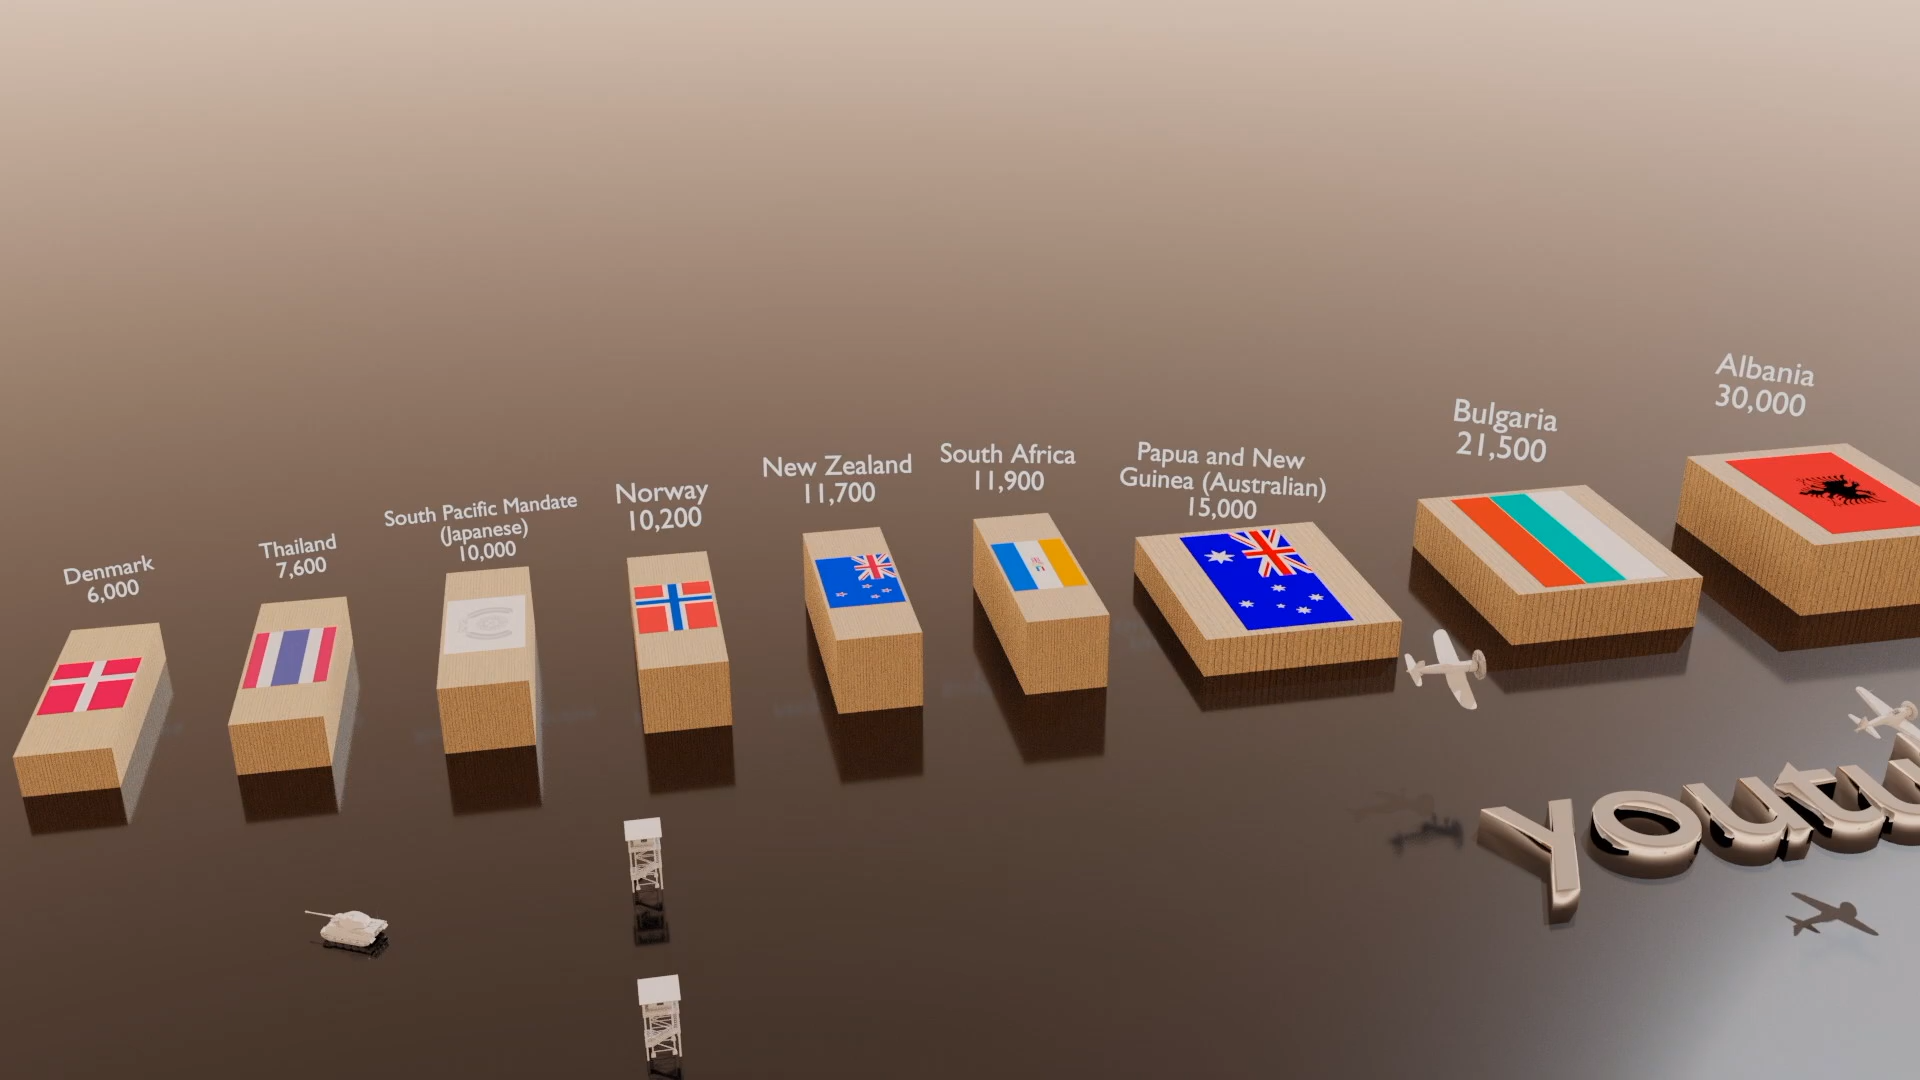 Denmark
6,000
Thailand
7,600
South Pacific Mandate
(Japanese)
10,000
Norway
10,200
New Zealand
11,700
South Africa
11,900
Papua and New
Guinea (Australian)
15,000
Bulgaria
21,500
Albania
30,000
Youtu